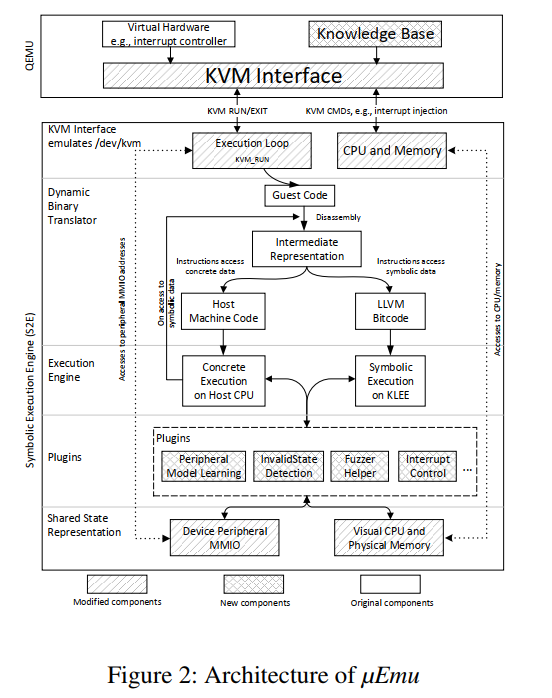 QEMU
Virtual Hardware
e.g., interrupt controller
Knowledge Base
KVM Interface
KVM RUN/EXIT
KVM CMDs, e.g., interrupt injection
Symbolic Execution Engine (S2E)
KVM Interface
emulates /dev/kvm
Execution Loop
KVM_RUN
CPU and Memory
Dynamic
Binary
Translator
Guest Code
Disassembly
Intermediate
Representation
Instructions access
concrete data
Instructions access
symbolic data
Accesses to peripheral MMIO addresses
On access to
symbolic data
Accesses to CPU/memory
Host
Machine Code
LLVM
Bitcode
Execution
Engine
Concrete
Execution
on Host CPU
Symbolic
Execution
on KLEE
Plugins
Plugins
Peripheral
Model Learning
InvalidState
Detection
Fuzzer
Helper
Interrupt
Control
...
Shared State
Representation
Device Peripheral
MMIO
Visual CPU and
Physical Memory
Modified components
New components
Original components
Figure 2: Architecture of μEmu